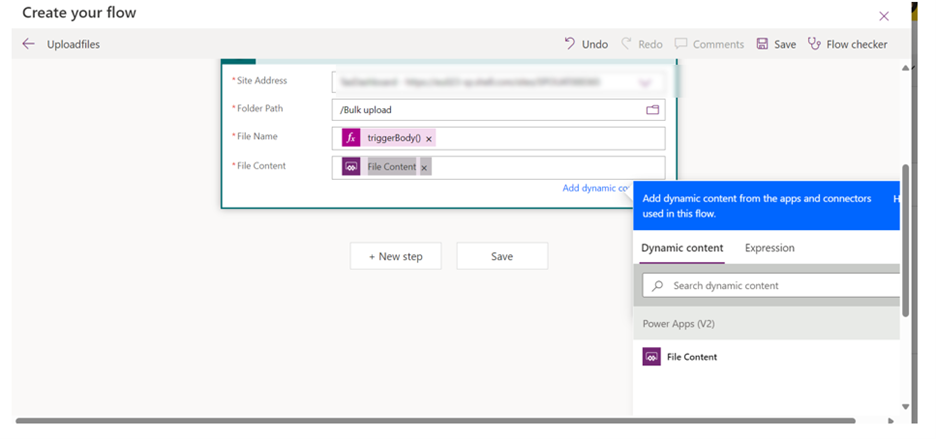 Create your flow
Uploadfiles
Undo
Redo
Comments
Save
Flow checker
* Site Address
* Folder Path
/Bulk upload
* File Name
fx triggerBody() ×
* File Content
File Content ×
Add dynamic co
Add dynamic content from the apps and connectors H
used in this flow.
Dynamic content
Expression
Search dynamic content
Power Apps (V2)
File Content
+ New step
Save